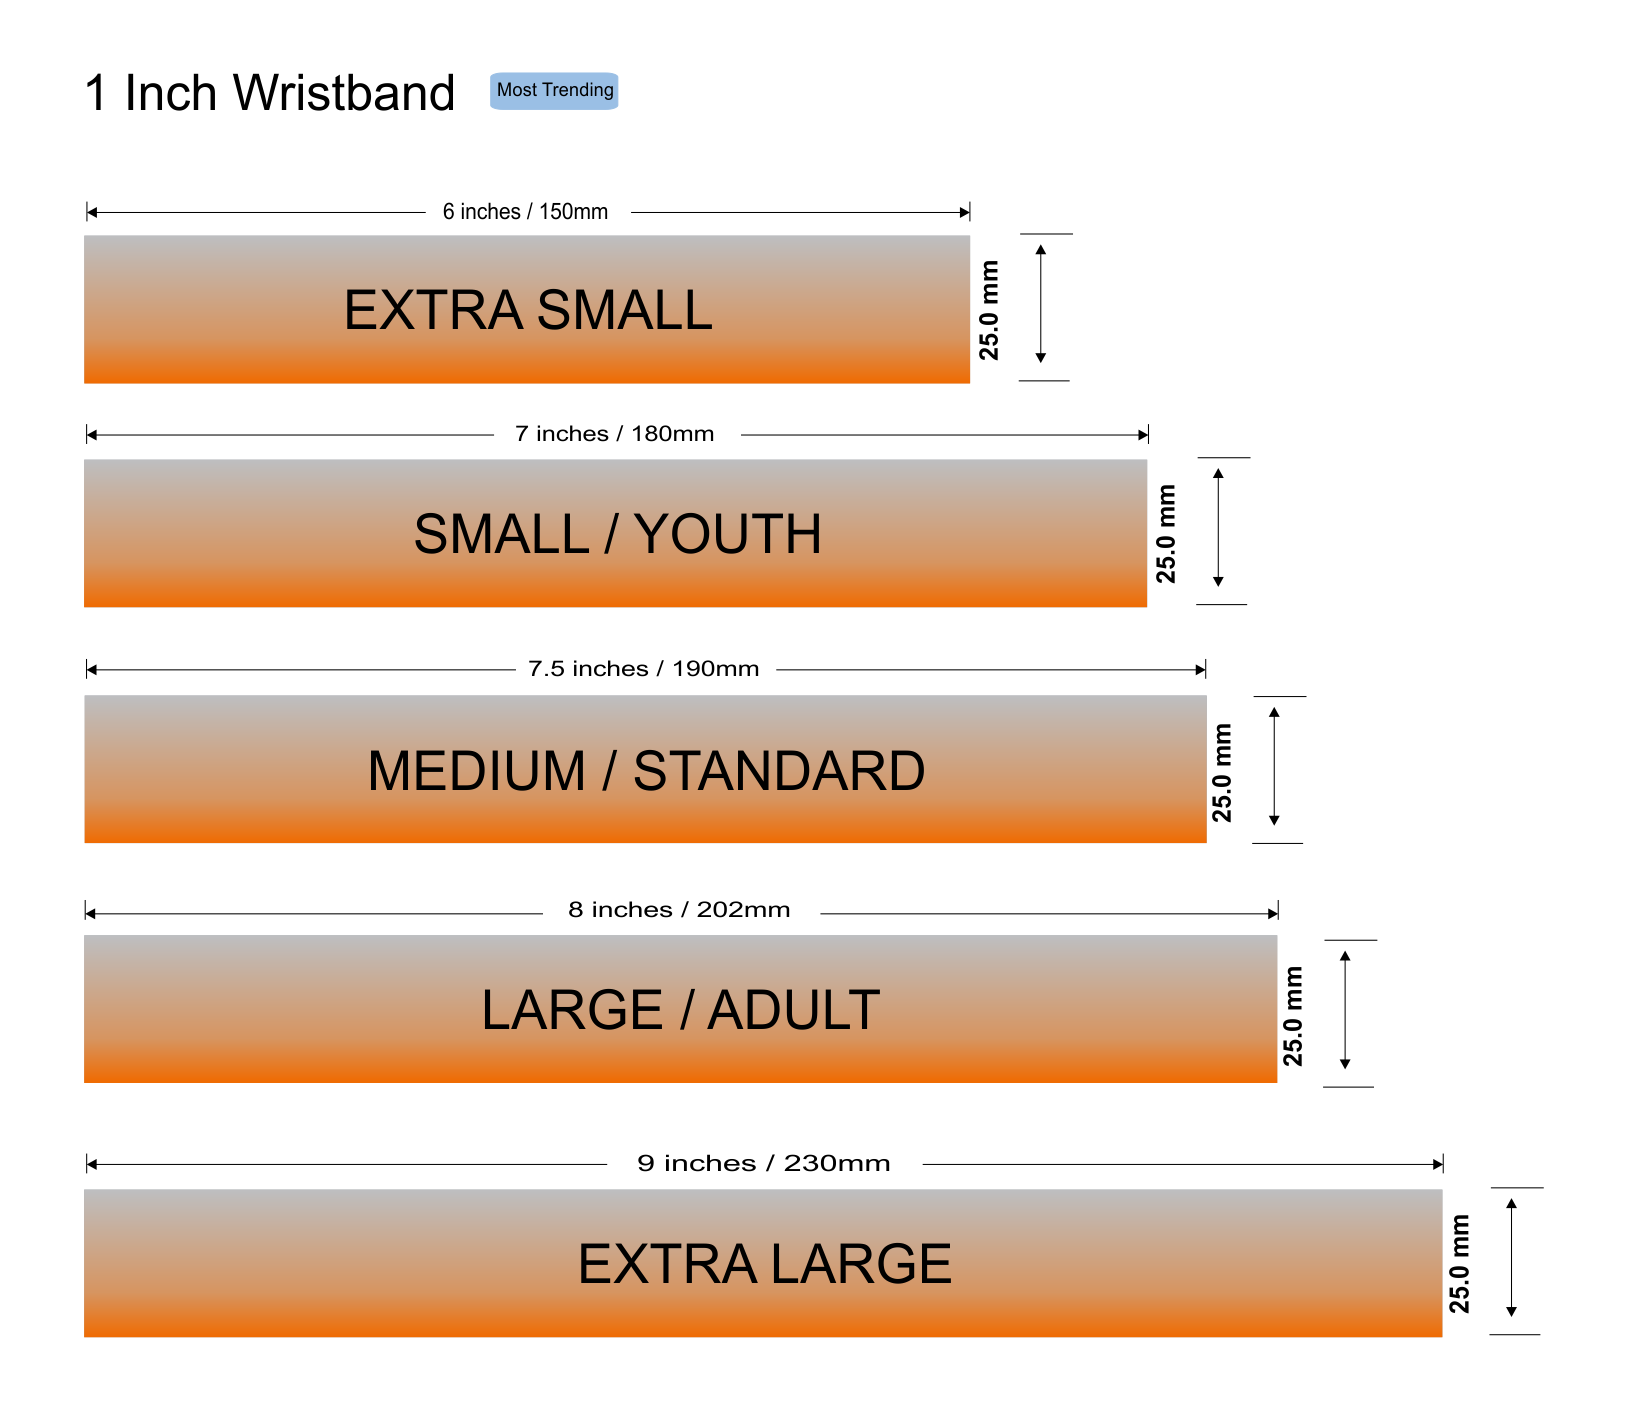 1 Inch Wristband
Most Trending
6 inches / 150mm
EXTRA SMALL
25.0 mm
7 inches / 180mm
SMALL / YOUTH
25.0 mm
7.5 inches / 190mm
MEDIUM / STANDARD
25.0 mm
8 inches / 202mm
LARGE / ADULT
25.0 mm
9 inches / 230mm
EXTRA LARGE
25.0 mm